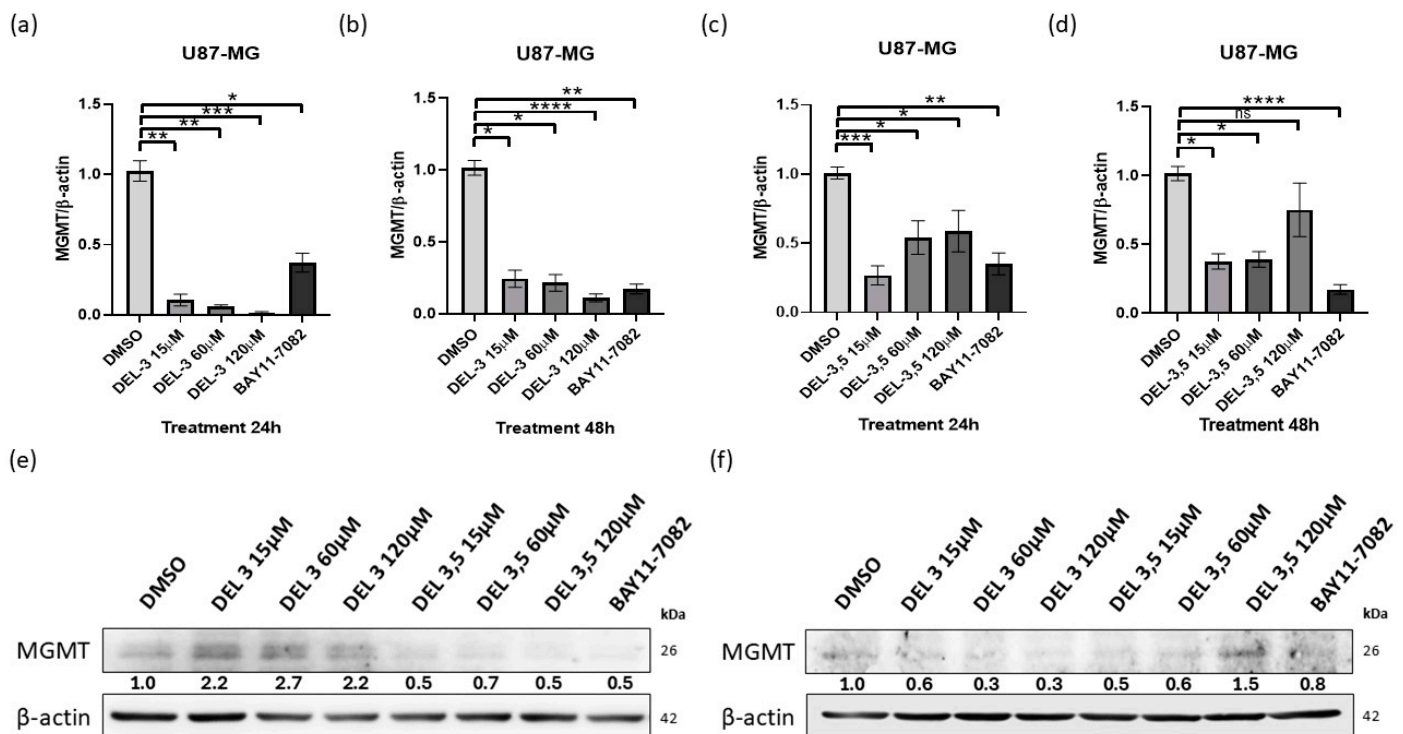 (a)
U87-MG
MGMT/β-actin
1.5
1.0
0.5
0.0
*
***
**
**
DMSO
DEL-3 15µM
DEL-3 60µM
DEL-3 120µM
BAY11-7082
Treatment 24h
(b)
U87-MG
MGMT/β-actin
1.5
1.0
0.5
0.0
**
****
*
*
DMSO
DEL-3 15µM
DEL-3 60µM
DEL-3 120µM
BAY11-7082
Treatment 48h
(c)
U87-MG
MGMT/β-actin
1.5
1.0
0.5
0.0
**
*
*
***
DMSO
DEL-3,5 15µM
DEL-3,5 60µM
DEL-3,5 120µM
BAY11-7082
Treatment 24h
(d)
U87-MG
MGMT/β-actin
1.5
1.0
0.5
0.0
****
ns
*
*
DMSO
DEL-3,5 15µM
DEL-3,5 60µM
DEL-3,5 120µM
BAY11-7082
Treatment 48h
(e)
DMSO
DEL 3 15µM
DEL 3 60µM
DEL 3 120µM
DEL 3,5 15µM
DEL 3,5 60µM
DEL 3,5 120µM
BAY11-7082
kDa
MGMT 26
1.0 2.2 2.7 2.2 0.5 0.7 0.5 0.5
β-actin 42
(f)
DMSO
DEL 3 15µM
DEL 3 60µM
DEL 3 120µM
DEL 3,5 15µM
DEL 3,5 60µM
DEL 3,5 120µM
BAY11-7082
kDa
MGMT 26
1.0 0.6 0.3 0.3 0.5 0.6 1.5 0.8
β-actin 42